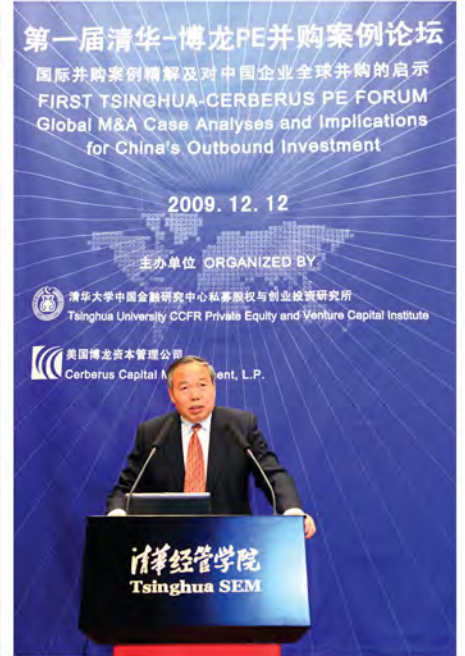 第一届清华-博龙PE并购案例论坛
国际并购案例精解及对中国企业全球并购的启示
FIRST TSINGHUA-CERBERUS PE FORUM
Global M&A Case Analyses and Implications
for China's Outbound Investment
2009. 12. 12
主办单位 ORGANIZED BY
清华大学中国金融研究中心私募股权与创业投资研究所
Tsinghua University CCFR Private Equity and Venture Capital Institute
美国博龙资本管理公司
Cerberus Capital M ent, L.P.
清华经管学院
Tsinghua SEM